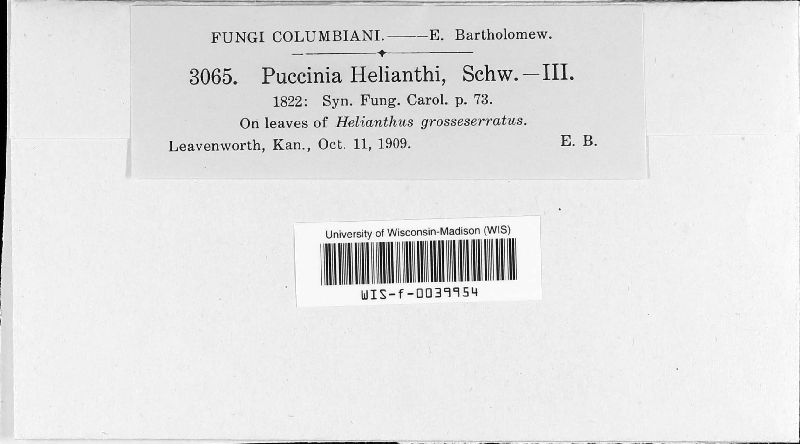 FUNGI COLUMBIANI.——E. Bartholomew.
3065. Puccinia Helianthi, Schw.—III.
1822: Syn. Fung. Carol. p. 73.
On leaves of Helianthus grosseserratus.
Leavenworth, Kan., Oct. 11, 1909. E. B.
University of Wisconsin-Madison (WIS)
WIS-f-0039954